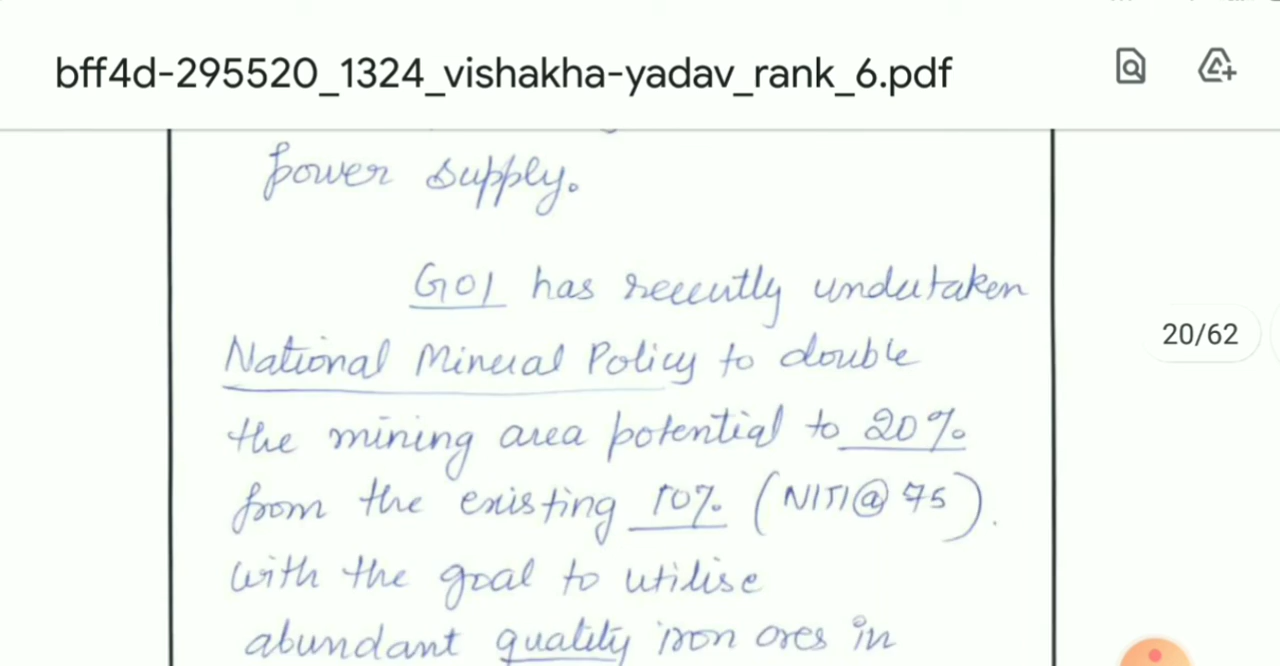 bff4d-295520_1324_vishakha-yadav_rank_6.pdf
power supply.
GOI has recently undertaken
National Mineral Policy to double
20/62
the mining area potential to 20%
from the existing 10% (NITI@75).
with the goal to utilise
abundant quality iron ores in